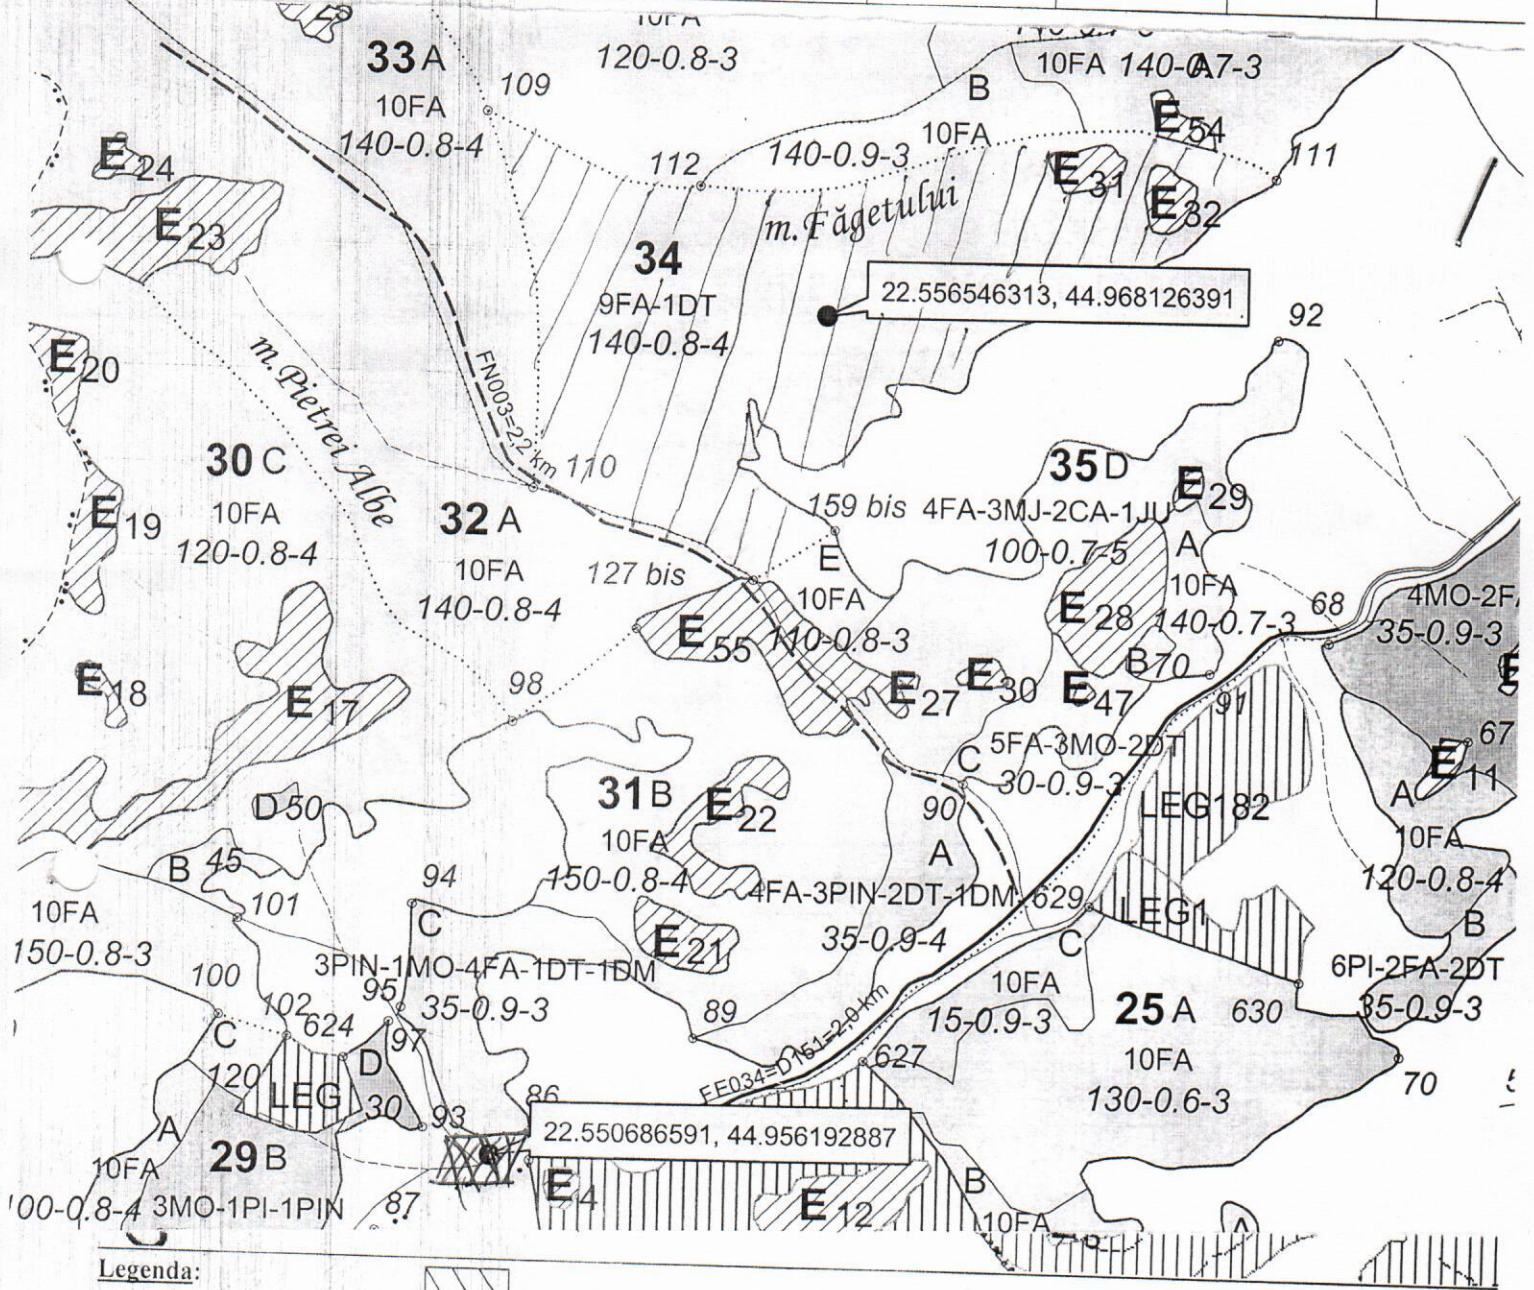 10FA
120-0.8-3
33 A
10FA
140-0.8-4
109
B
10FA 140-0.7-3
A
E 54
111
112
140-0.9-3
10FA
E 31
E 32
E 24
E 23
m. Făgetului
34
9FA-1DT
140-0.8-4
22.556546313, 44.968126391
92
E 20
m. Pietrei Albe
FN003=2,2 km
110
30 C
10FA
120-0.8-4
E 19
32 A
10FA
140-0.8-4
35 D
4FA-3MJ-2CA-1JU
100-0.7-5
E 29
159 bis
127 bis
E
10FA
110-0.8-3
A
10FA
140-0.7-3
E 28
68
4MO-2FA
35-0.9-3
E 55
B 70
E 18
E 17
98
E 27
E 30
E 47
91
67
E 11
C
5FA-3MO-2DT
30-0.9-3
LEG182
A
10FA
120-0.8-4
D 50
31 B
10FA
150-0.8-4
E 22
90
A
4FA-3PIN-2DT-1DM
35-0.9-4
629
LEG1
B
B 45
101
94
C
10FA
150-0.8-3
E 21
3PIN-1MO-4FA-1DT-1DM
35-0.9-3
C
10FA
15-0.9-3
6PI-2FA-2DT
35-0.9-3
25 A
10FA
130-0.6-3
630
70
100
102
624
95
97
89
627
FE034=D151=2,0 km
C
120
LEG
D
30
93
86
22.550686591, 44.956192887
A
10FA
100-0.8-4
29 B
3MO-1PI-1PIN
87
E 4
E 12
B
10FA
A
Legenda: